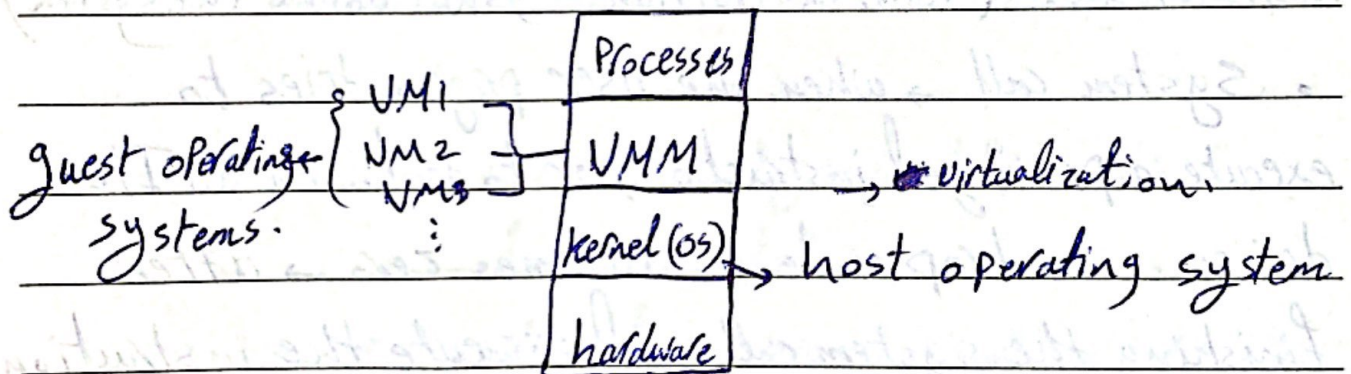 Processes
VM1
guest operating VM2 VMM → virtualization.
VM3
systems.
⋮
kernel (os) → host operating system
hardware